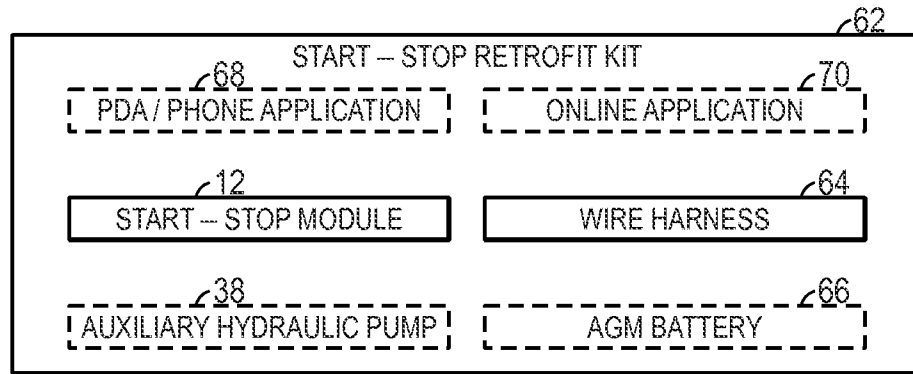 62
START – STOP RETROFIT KIT
68 70
PDA / PHONE APPLICATION ONLINE APPLICATION
12 64
START – STOP MODULE WIRE HARNESS
38 66
AUXILIARY HYDRAULIC PUMP AGM BATTERY